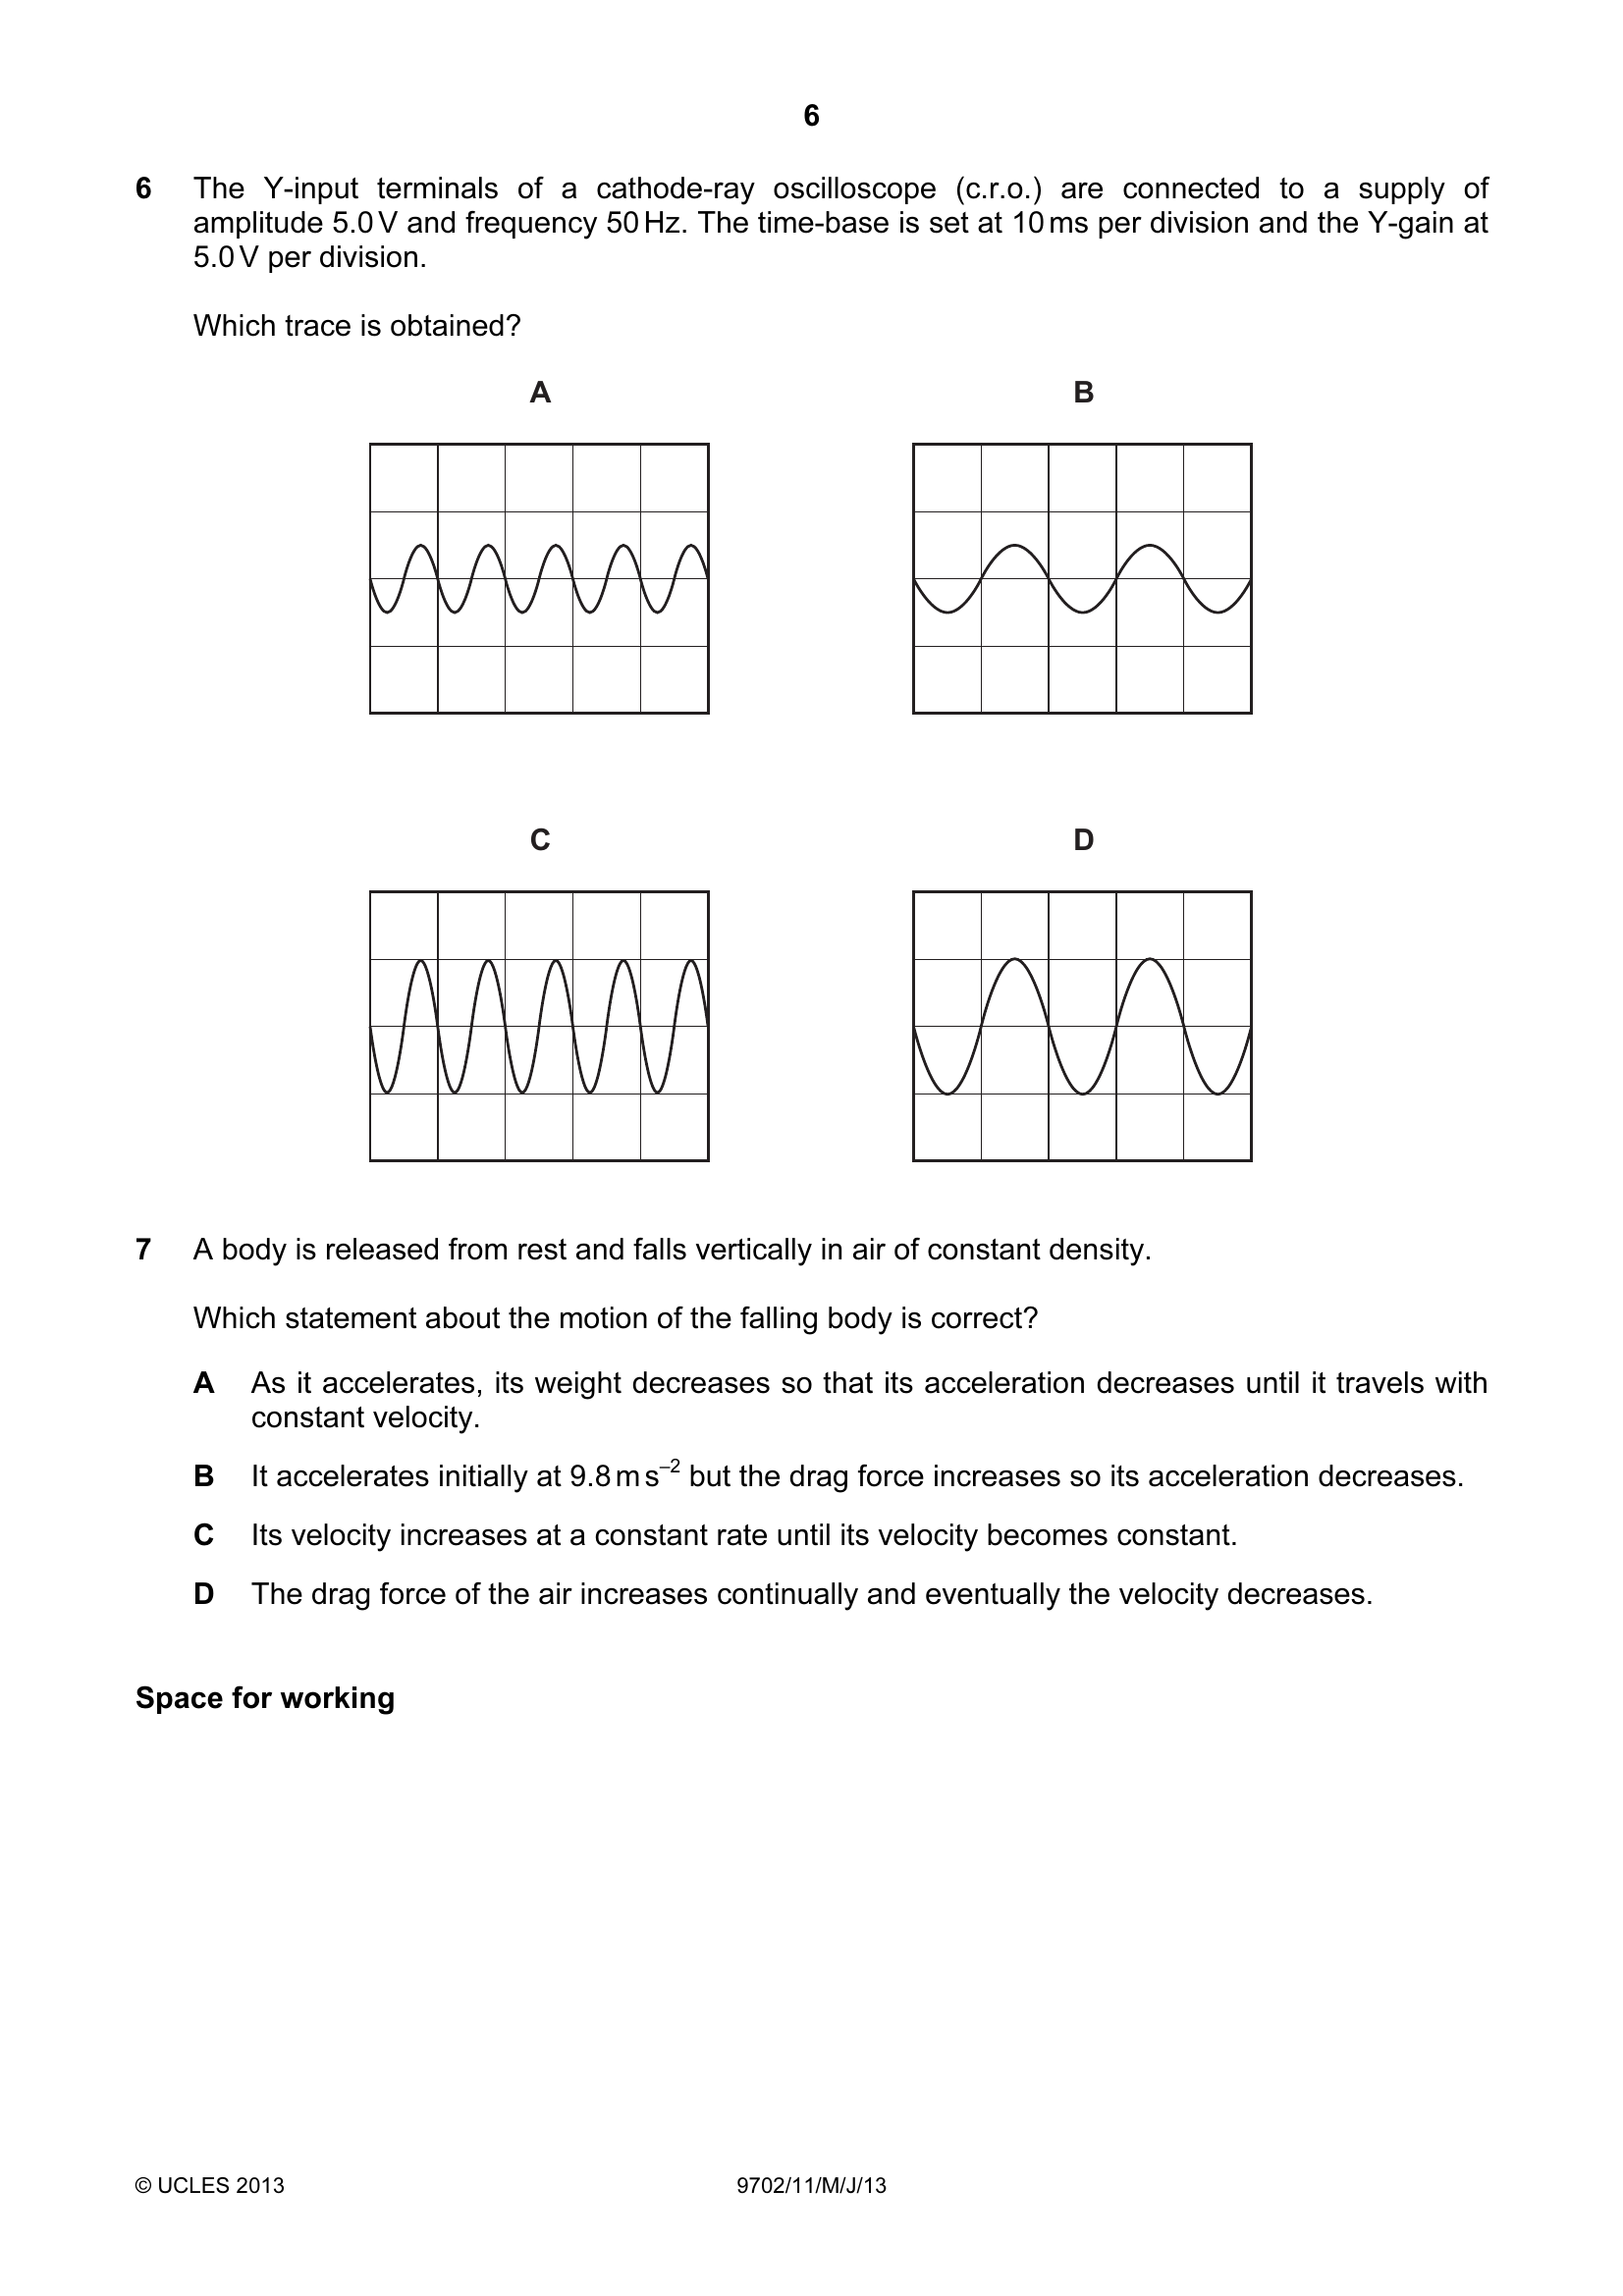 6
6 The Y-input terminals of a cathode-ray oscilloscope (c.r.o.) are connected to a supply of
amplitude 5.0 V and frequency 50 Hz. The time-base is set at 10 ms per division and the Y-gain at
5.0 V per division.
Which trace is obtained?
A B
C D
7 A body is released from rest and falls vertically in air of constant density.
Which statement about the motion of the falling body is correct?
A As it accelerates, its weight decreases so that its acceleration decreases until it travels with
constant velocity.
B It accelerates initially at 9.8 m s⁻² but the drag force increases so its acceleration decreases.
C Its velocity increases at a constant rate until its velocity becomes constant.
D The drag force of the air increases continually and eventually the velocity decreases.
Space for working
© UCLES 2013 9702/11/M/J/13